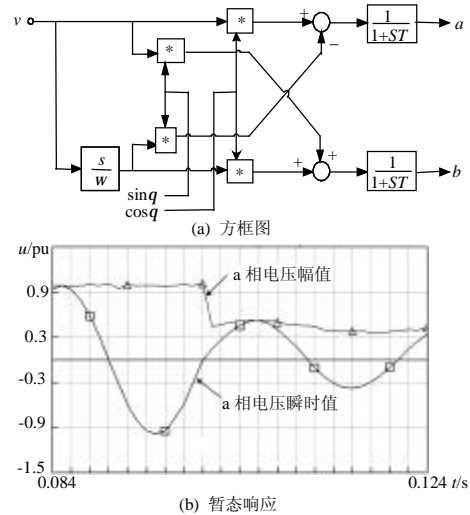 v
*
+
1
1+ST
a
−
*
*
s
w
sinq
cosq
*
+
+
1
1+ST
b
(a) 方框图
u/pu
a 相电压幅值
0.9
0.3
-0.3
a 相电压瞬时值
-0.9
-1.5
0.084
0.124 t/s
(b) 暂态响应